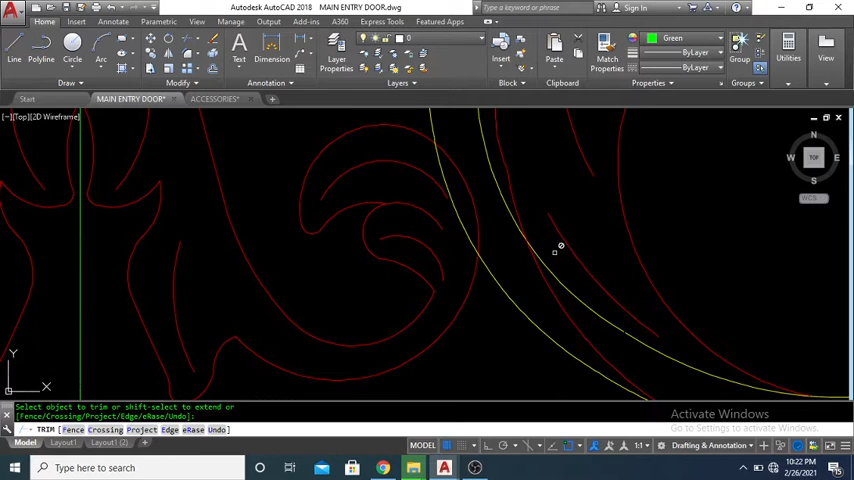 Autodesk AutoCAD 2018 MAIN ENTRY DOOR.dwg
Type a keyword or phrase
Sign In
Home Insert Annotate Parametric View Manage Output Add-ins A360 Express Tools Featured Apps
Line Polyline Circle Arc Text Dimension Layer Properties Insert Paste Match Properties Group Utilities View
0
Green
ByLayer
ByLayer
Draw Modify Annotation Layers Block Clipboard Properties Groups
Start MAIN ENTRY DOOR* ACCESSORIES*
[−][Top][2D Wireframe]
N
W TOP E
S
WCS
Y
X
Select object to trim or shift-select to extend or
[Fence/Crossing/Project/Edge/eRase/Undo]:
TRIM [Fence Crossing Project Edge eRase Undo]
Activate Windows
Go to Settings to activate Windows.
Model Layout1 Layout1 (2) +
MODEL 1:1 Drafting & Annotation
Type here to search
10:22 PM
2/26/2021